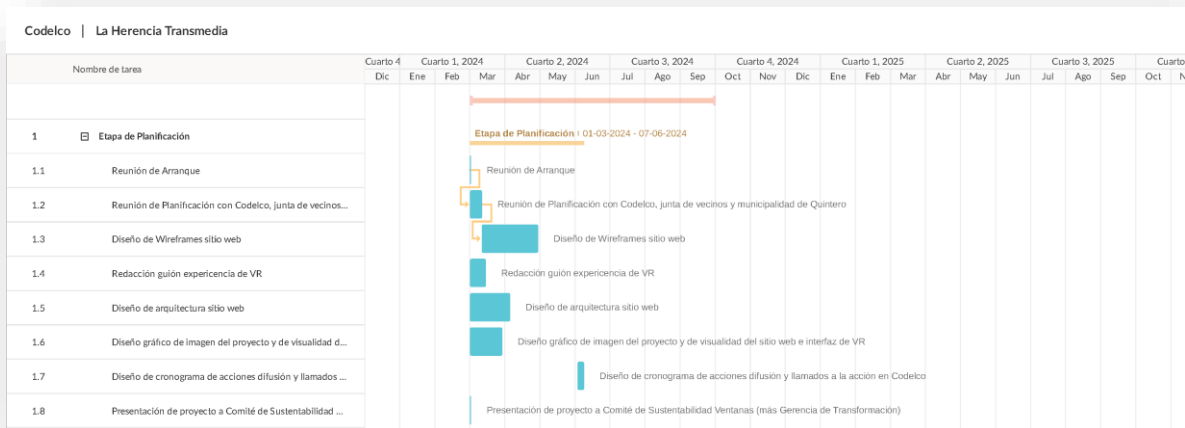 Codelco | La Herencia Transmedia
Nombre de tarea
Cuarto 4 Cuarto 1, 2024 Cuarto 2, 2024 Cuarto 3, 2024 Cuarto 4, 2024 Cuarto 1, 2025 Cuarto 2, 2025 Cuarto 3, 2025 Cuarto
Dic Ene Feb Mar Abr May Jun Jul Ago Sep Oct Nov Dic Ene Feb Mar Abr May Jun Jul Ago Sep Oct N
1 Etapa de Planificación Etapa de Planificación 01-03-2024 - 07-06-2024
1.1 Reunión de Arranque Reunión de Arranque
1.2 Reunión de Planificación con Codelco, junta de vecinos... Reunión de Planificación con Codelco, junta de vecinos y municipalidad de Quintero
1.3 Diseño de Wireframes sitio web Diseño de Wireframes sitio web
1.4 Redacción guión expericencia de VR Redacción guión expericencia de VR
1.5 Diseño de arquitectura sitio web Diseño de arquitectura sitio web
1.6 Diseño gráfico de imagen del proyecto y de visualidad d... Diseño gráfico de imagen del proyecto y de visualidad del sitio web e interfaz de VR
1.7 Diseño de cronograma de acciones difusión y llamados ... Diseño de cronograma de acciones difusión y llamados a la acción en Codelco
1.8 Presentación de proyecto a Comité de Sustentabilidad ... Presentación de proyecto a Comité de Sustentabilidad Ventanas (más Gerencia de Transformación)